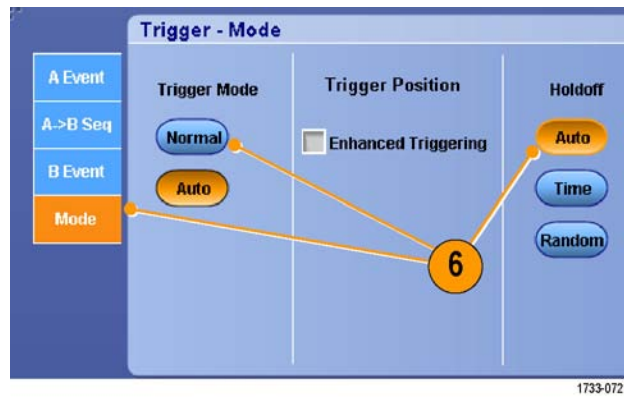 Trigger - Mode
A Event
A->B Seq
B Event
Mode
Trigger Mode
Normal
Auto
Trigger Position
Enhanced Triggering
Holdoff
Auto
Time
Random
6
1733-072